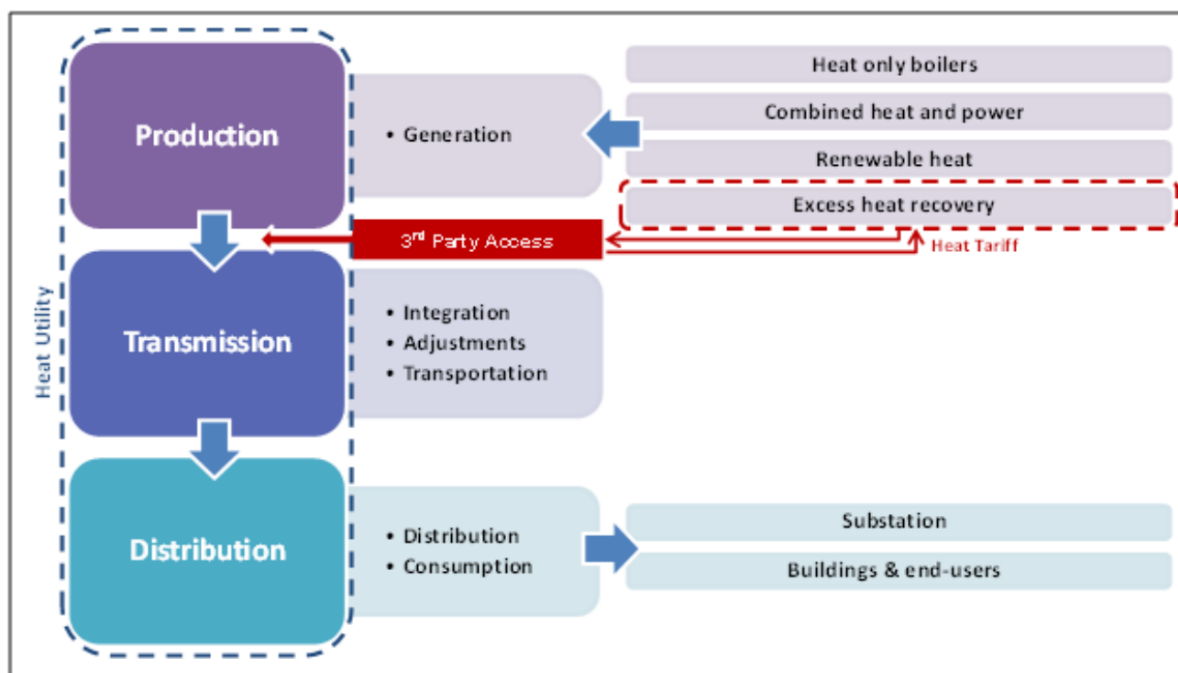 Heat Utility
Production
• Generation
Heat only boilers
Combined heat and power
Renewable heat
Excess heat recovery
3rd Party Access
Heat Tariff
Transmission
• Integration
• Adjustments
• Transportation
Distribution
• Distribution
• Consumption
Substation
Buildings & end-users